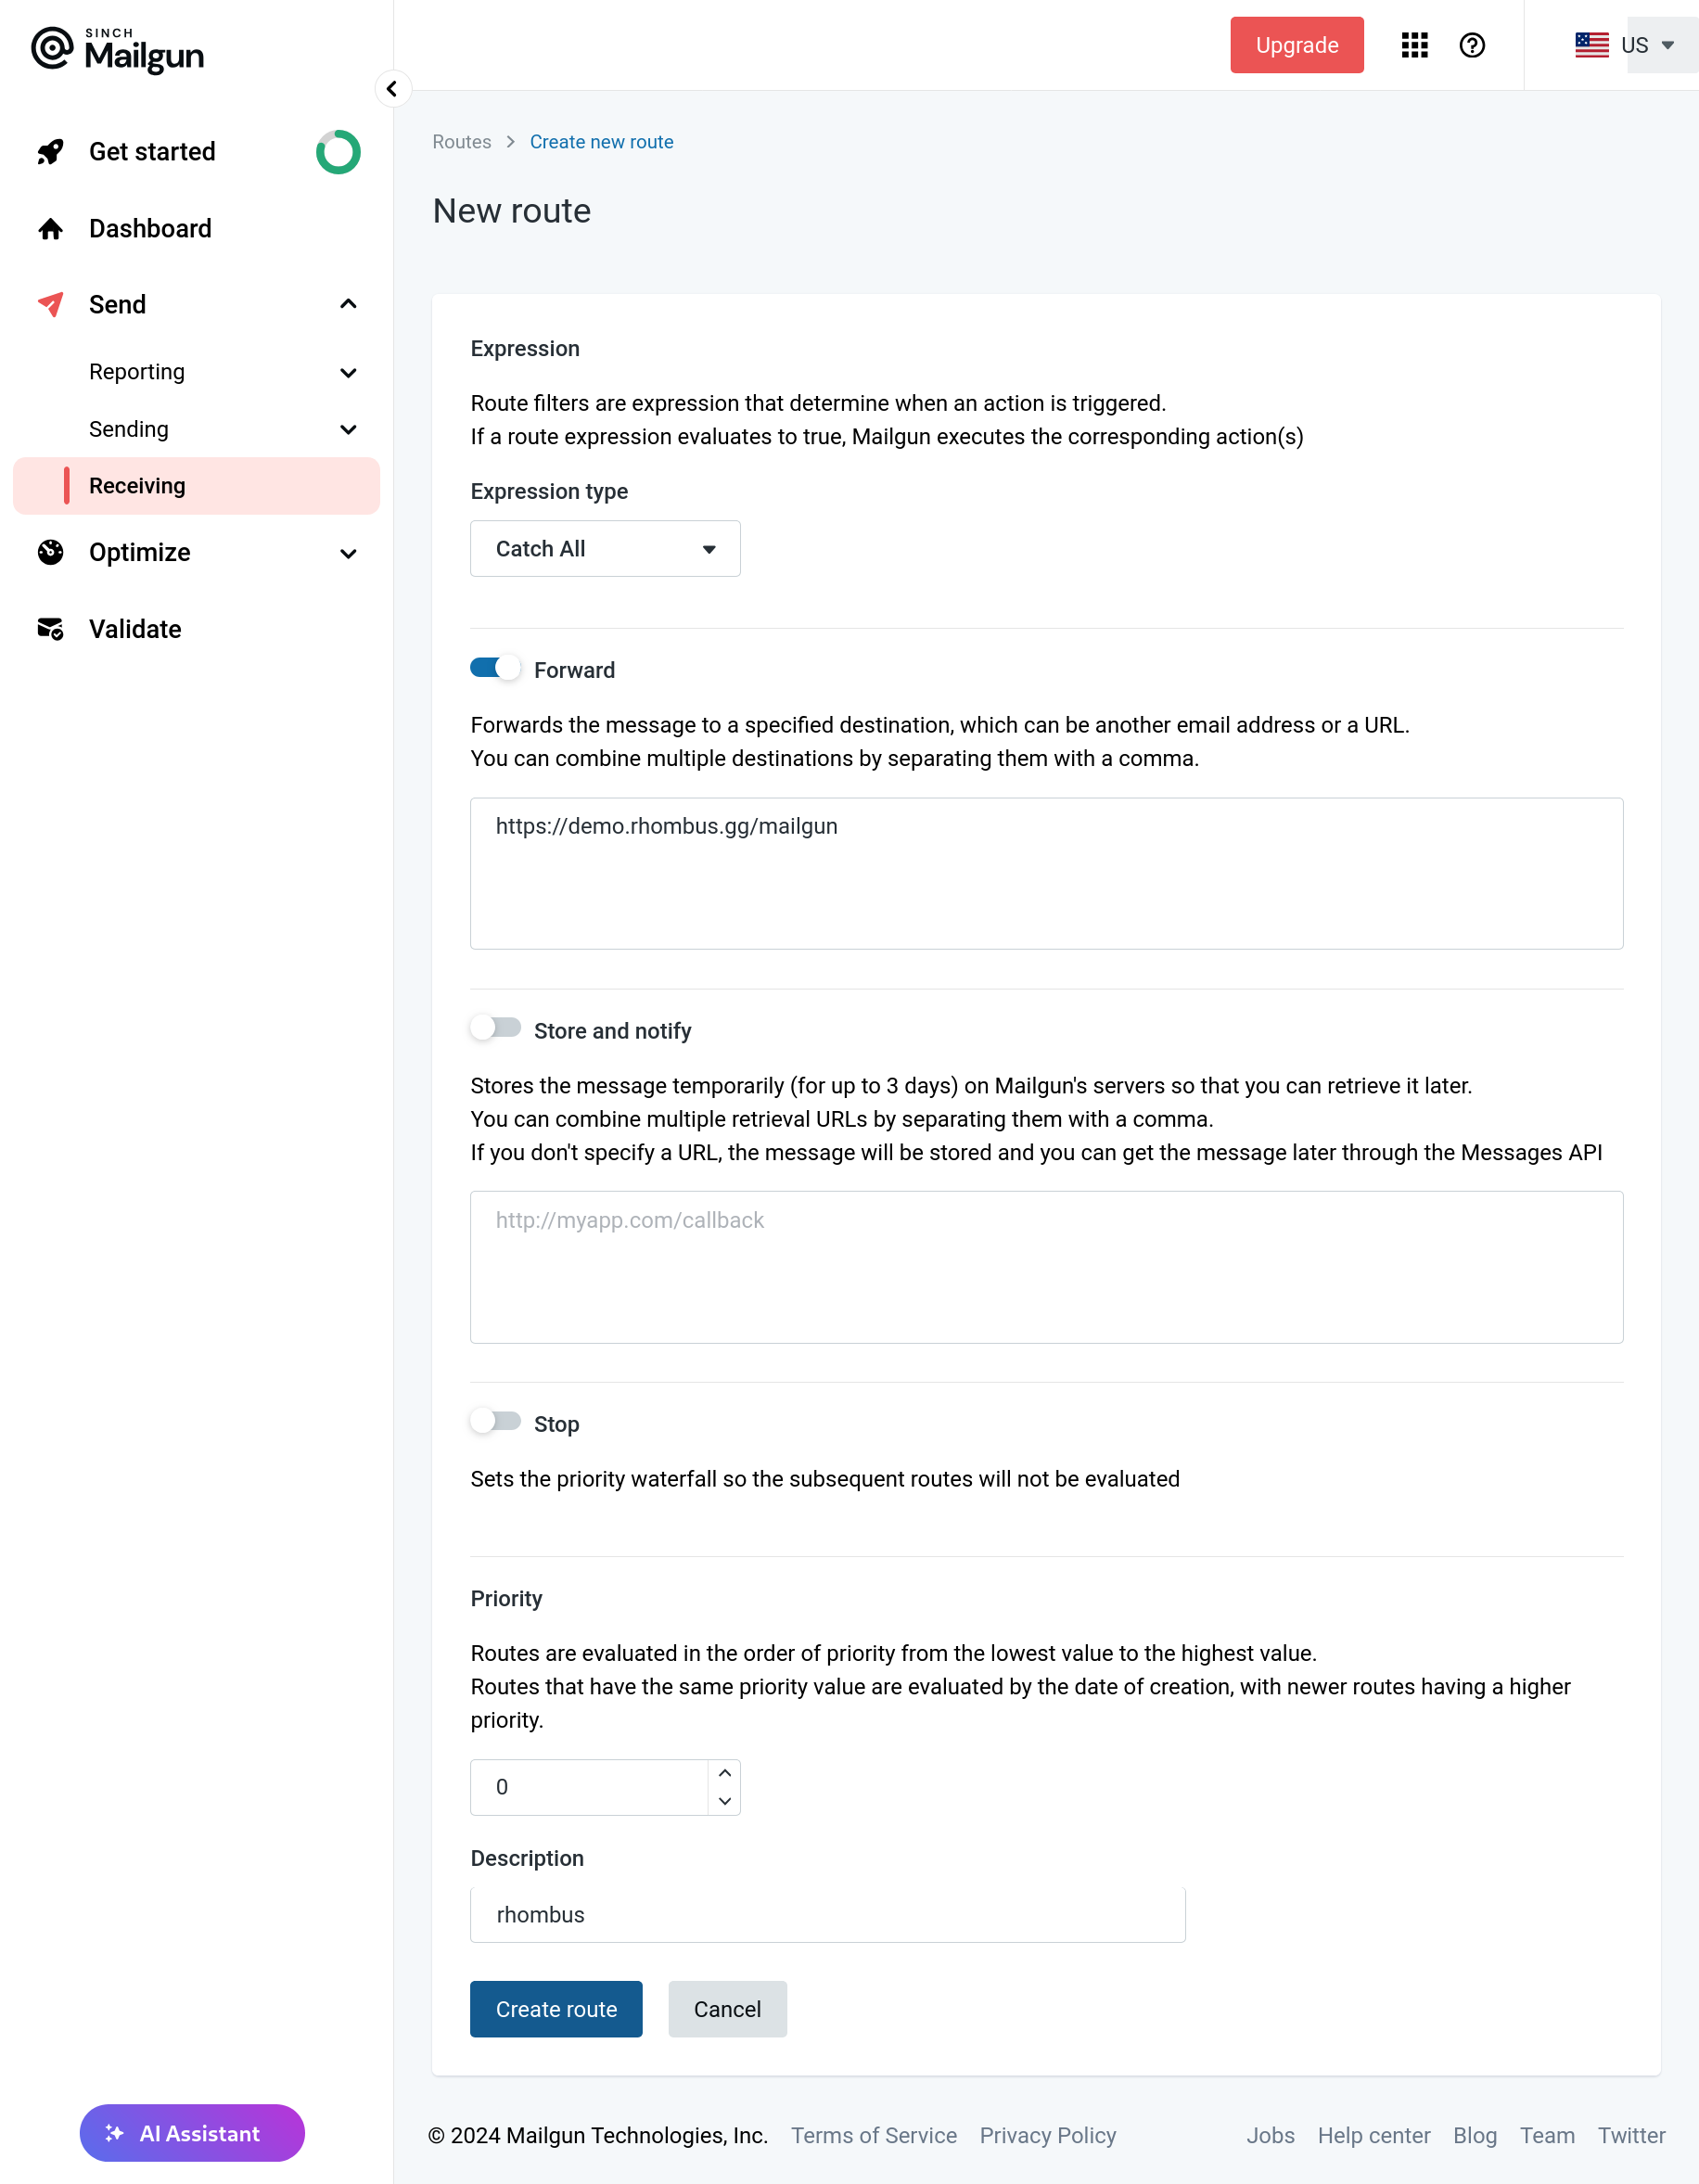 SINCH
Mailgun
Upgrade
US
Get started
Dashboard
Send
Reporting
Sending
Receiving
Optimize
Validate
AI Assistant
Routes > Create new route
New route
Expression
Route filters are expression that determine when an action is triggered.
If a route expression evaluates to true, Mailgun executes the corresponding action(s)
Expression type
Catch All
Forward
Forwards the message to a specified destination, which can be another email address or a URL.
You can combine multiple destinations by separating them with a comma.
https://demo.rhombus.gg/mailgun
Store and notify
Stores the message temporarily (for up to 3 days) on Mailgun's servers so that you can retrieve it later.
You can combine multiple retrieval URLs by separating them with a comma.
If you don't specify a URL, the message will be stored and you can get the message later through the Messages API
http://myapp.com/callback
Stop
Sets the priority waterfall so the subsequent routes will not be evaluated
Priority
Routes are evaluated in the order of priority from the lowest value to the highest value.
Routes that have the same priority value are evaluated by the date of creation, with newer routes having a higher
priority.
0
Description
rhombus
Create route Cancel
© 2024 Mailgun Technologies, Inc. Terms of Service Privacy Policy Jobs Help center Blog Team Twitter